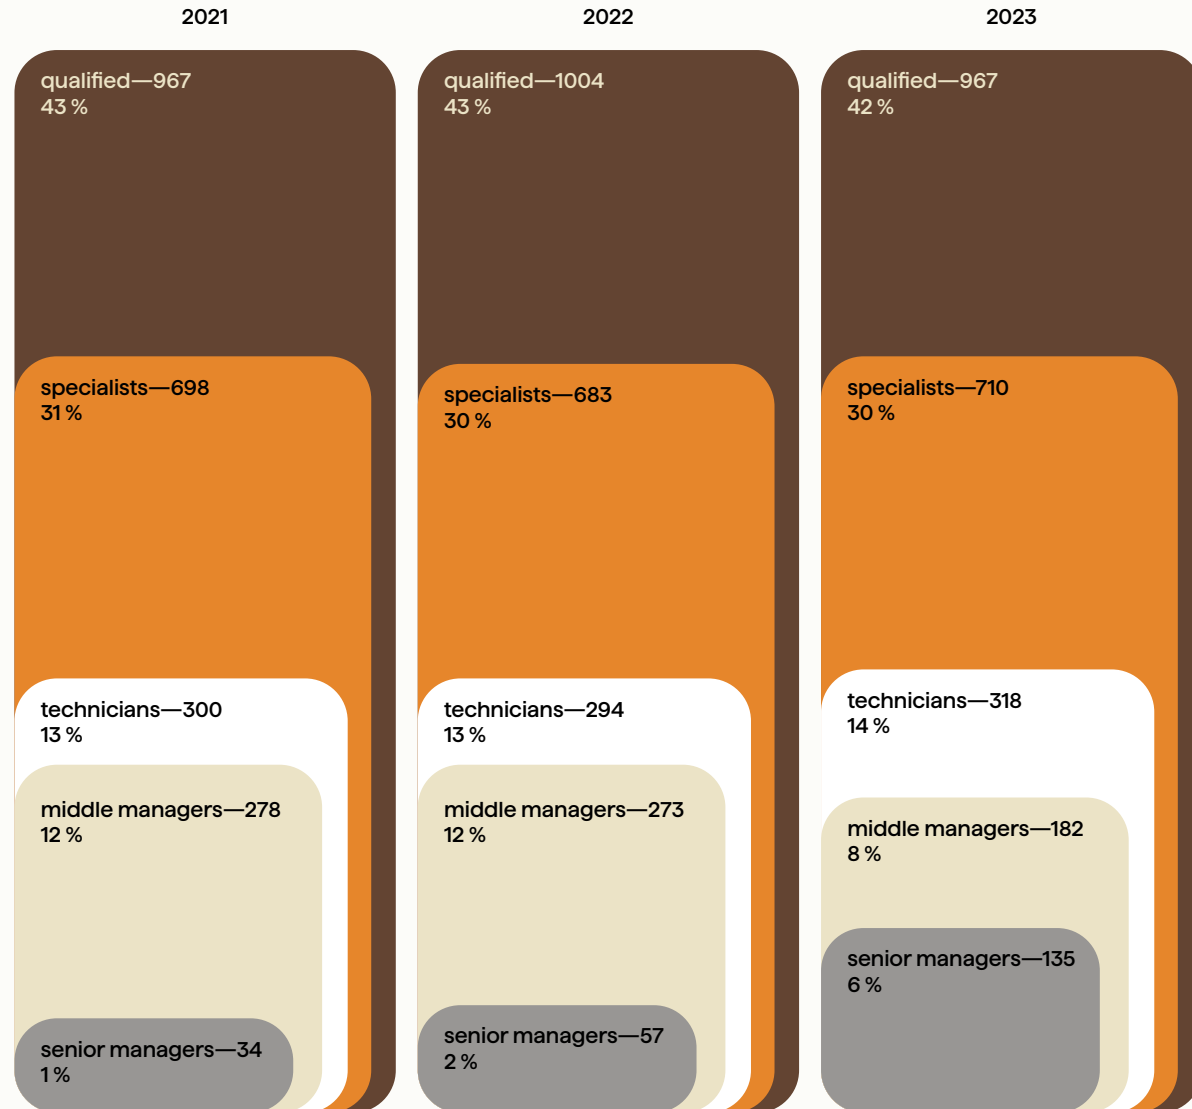 2021
qualified—967
43 %
specialists—698
31 %
technicians—300
13 %
middle managers—278
12 %
senior managers—34
1 %
2022
qualified—1004
43 %
specialists—683
30 %
technicians—294
13 %
middle managers—273
12 %
senior managers—57
2 %
2023
qualified—967
42 %
specialists—710
30 %
technicians—318
14 %
middle managers—182
8 %
senior managers—135
6 %